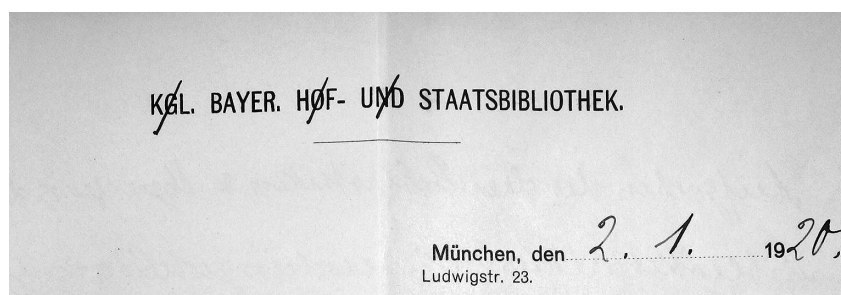 KGL. BAYER. HOF- UND STAATSBIBLIOTHEK.
München, den 2. 1. 1920.
Ludwigstr. 23.